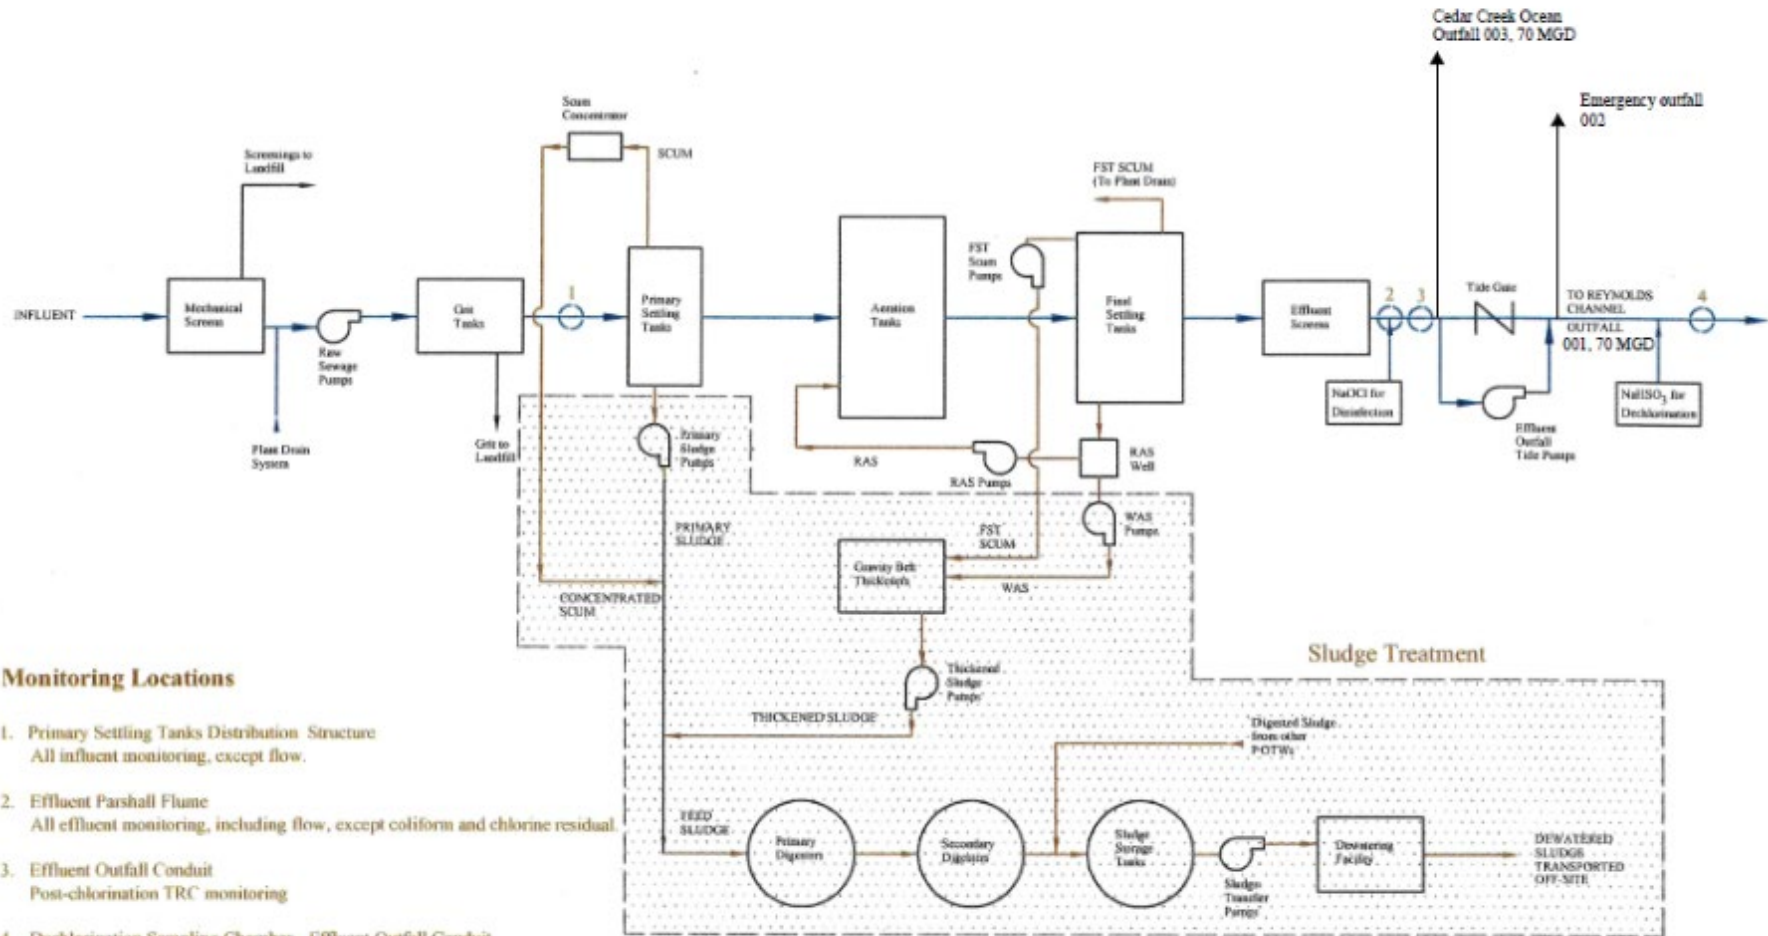 Cedar Creek Ocean
Outfall 003, 70 MGD
Emergency outfall
002
Scum
Concentrator
SCUM
Screenings to
Landfill
FST SCUM
(To Plant Drain)
INFLUENT
Mechanical
Screens
Raw
Sewage
Pumps
Plant Drain
System
Tanks
Grit to
Landfill
1
Primary
Settling
Tanks
Aeration
Tanks
FST
Scum
Pumps
Final
Settling
Tanks
Effluent
Screens
2
3
Tide Gate
TO REYNOLDS
CHANNEL
OUTFALL
001, 70 MGD
4
NaOCl for
Disinfection
Effluent
Outfall
Tide Pumps
NaHSO3 for
Dechlorination
Primary
Sludge
Pumps
RAS
RAS Pumps
RAS
Well
WAS
Pumps
PRIMARY
SLUDGE
FST
SCUM
Gravity Belt
WAS
CONCENTRATED
SCUM
Thickened
Sludge
Pumps
THICKENED SLUDGE
Sludge Treatment
Digested Sludge
from other
POTWs
FEED
SLUDGE
Primary
Digesters
Secondary
Digesters
Sludge
Storage
Tanks
Sludge
Transfer
Pumps
Dewatering
Facility
DEWATERED
SLUDGE
TRANSPORTED
OFF-SITE
Monitoring Locations
1. Primary Settling Tanks Distribution Structure
All influent monitoring, except flow.
2. Effluent Parshall Flume
All effluent monitoring, including flow, except coliform and chlorine residual.
3. Effluent Outfall Conduit
Post-chlorination TRC monitoring
4. Dechlorination Sampling Chamber - Effluent Outfall Conduit